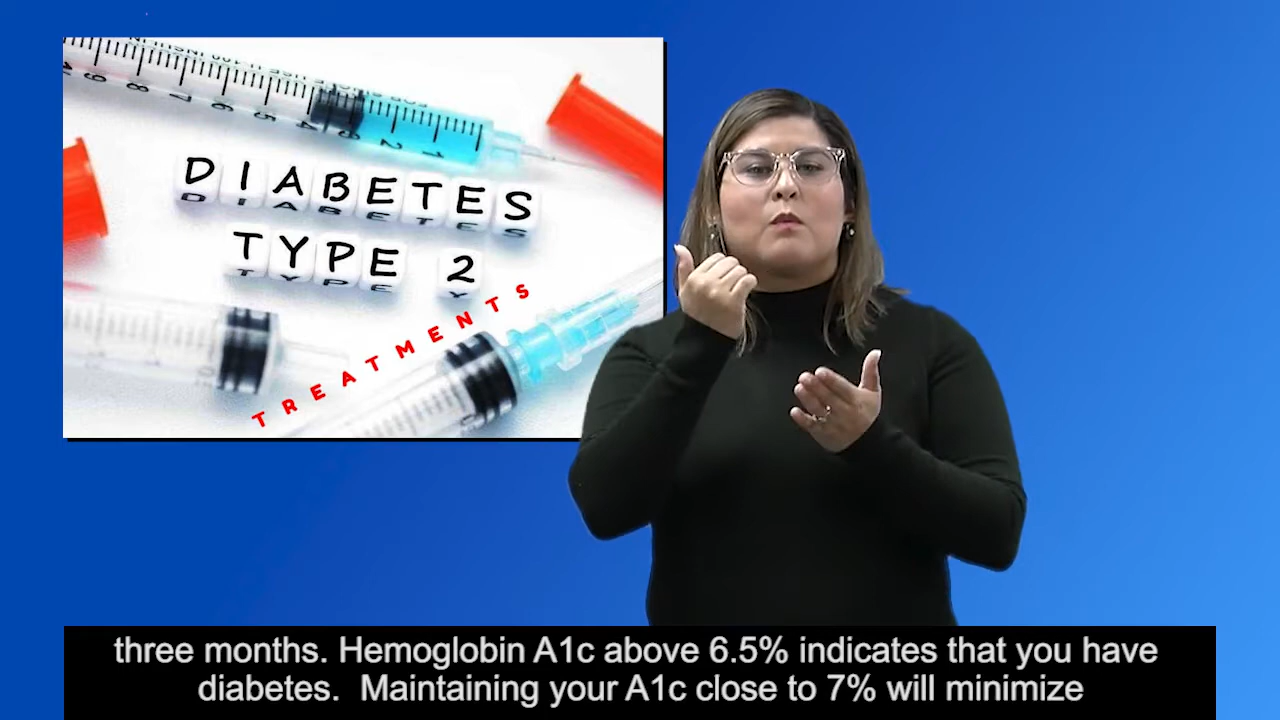 DIABETES
TYPE 2
TREATMENTS
three months. Hemoglobin A1c above 6.5% indicates that you have
diabetes.  Maintaining your A1c close to 7% will minimize